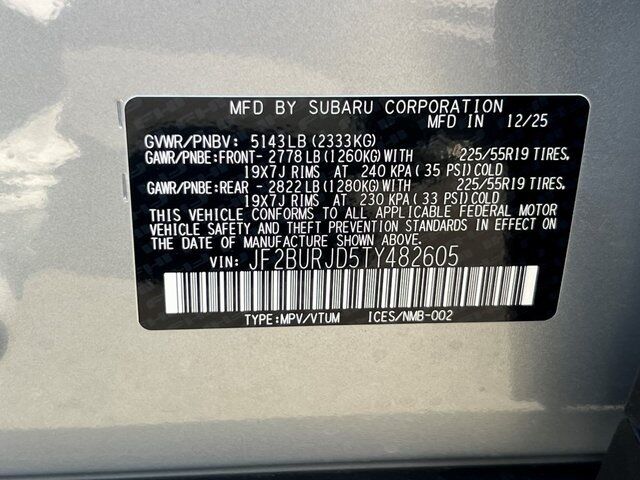 MFD BY SUBARU CORPORATION
MFD IN 12/25
GVWR/PNBV: 5143LB (2333KG)
GAWR/PNBE:FRONT- 2778 LB (1260KG) WITH 225/55R19 TIRES,
19X7J RIMS AT 240 KPA ( 35 PSI) COLD
GAWR/PNBE:REAR - 2822 LB (1280KG) WITH 225/55R19 TIRES,
19X7J RIMS AT 230 KPA ( 33 PSI) COLD
THIS VEHICLE CONFORMS TO ALL APPLICABLE FEDERAL MOTOR
VEHICLE SAFETY AND THEFT PREVENTION STANDARDS IN EFFECT ON
THE DATE OF MANUFACTURE SHOWN ABOVE.
VIN: JF2BURJD5TY482605
TYPE:MPV/VTUM ICES/NMB-002